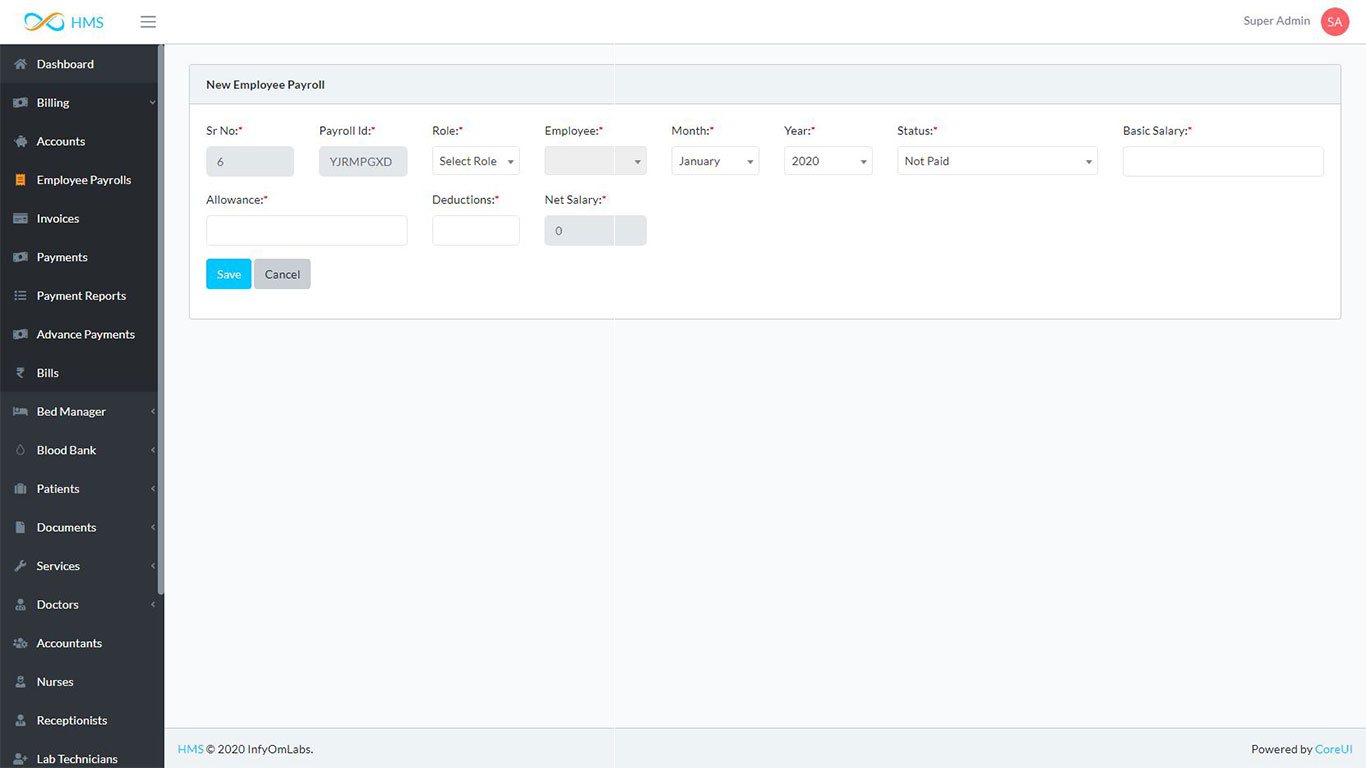 HMS
Super Admin
SA
Dashboard
Billing
Accounts
Employee Payrolls
Invoices
Payments
Payment Reports
Advance Payments
Bills
Bed Manager
Blood Bank
Patients
Documents
Services
Doctors
Accountants
Nurses
Receptionists
Lab Technicians
New Employee Payroll
Sr No:* Payroll Id:* Role:* Employee:* Month:* Year:* Status:* Basic Salary:*
6 YJRMPGXD Select Role January 2020 Not Paid
Allowance:* Deductions:* Net Salary:*
0
Save Cancel
HMS © 2020 InfyOmLabs.
Powered by CoreUI